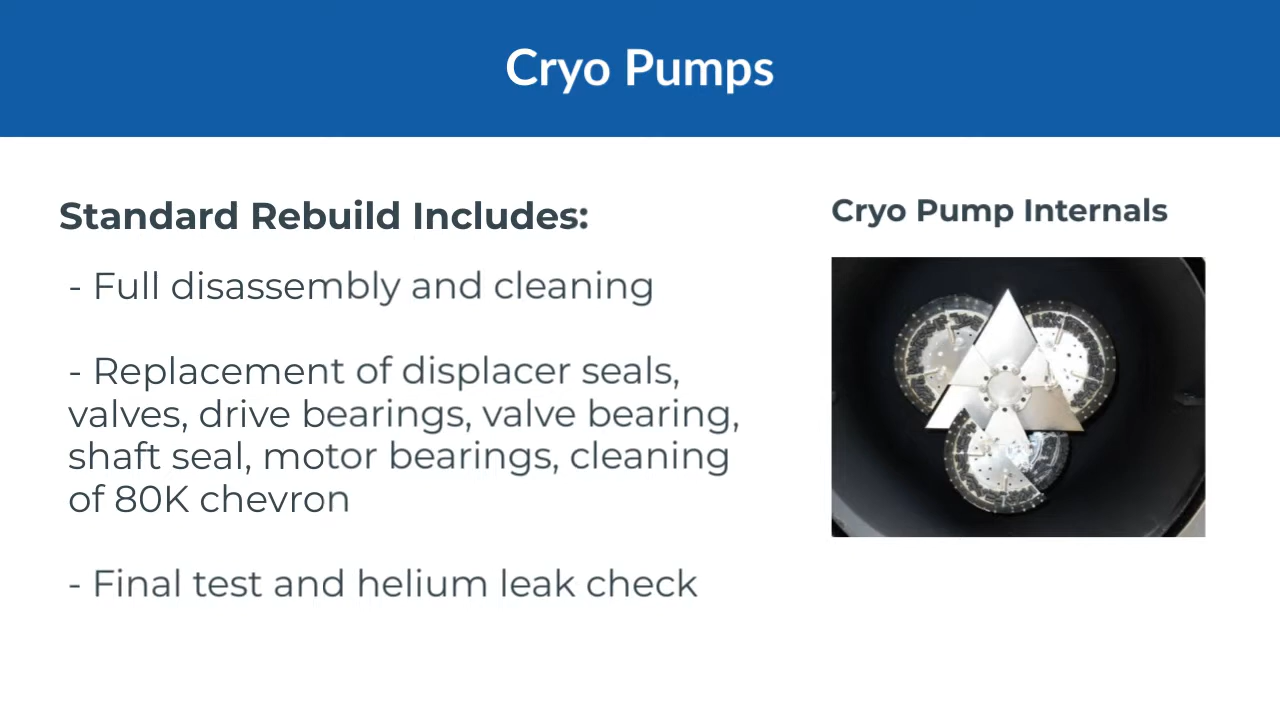 Cryo Pumps
Standard Rebuild Includes:
- Full disassembly and cleaning
- Replacement of displacer seals,
valves, drive bearings, valve bearing,
shaft seal, motor bearings, cleaning
of 80K chevron
- Final test and helium leak check
Cryo Pump Internals